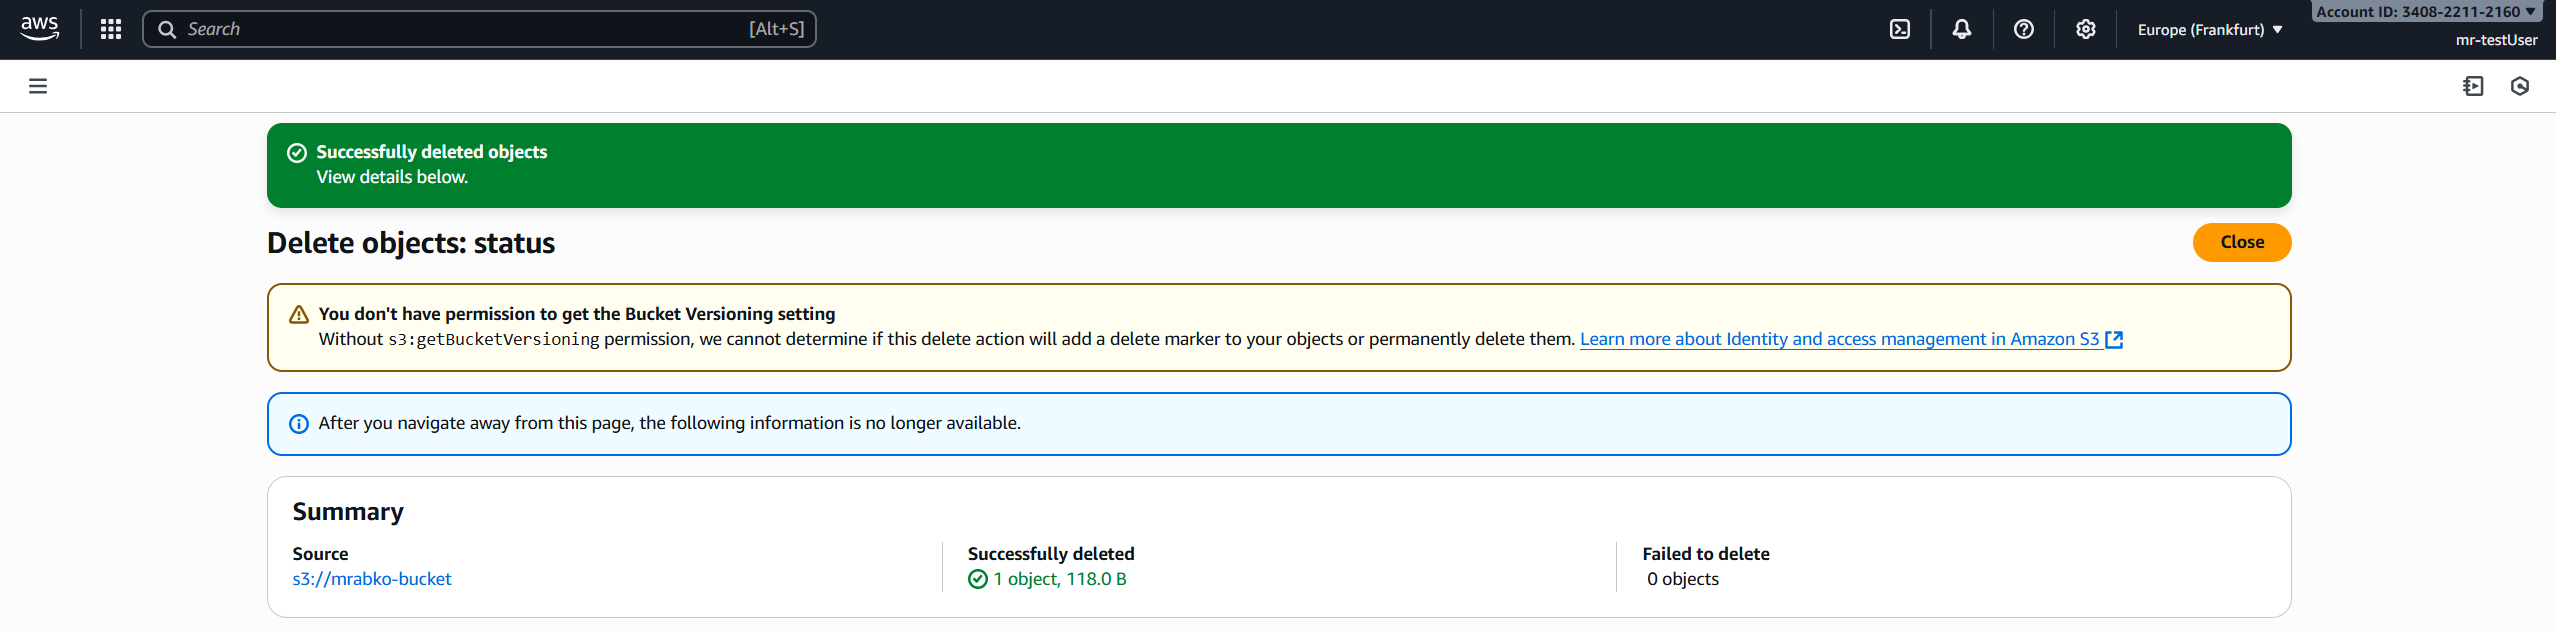 aws
Search [Alt+S]
Europe (Frankfurt)
Account ID: 3408-2211-2160
mr-testUser
Successfully deleted objects
View details below.
Delete objects: status
Close
You don't have permission to get the Bucket Versioning setting
Without s3:getBucketVersioning permission, we cannot determine if this delete action will add a delete marker to your objects or permanently delete them. Learn more about Identity and access management in Amazon S3
After you navigate away from this page, the following information is no longer available.
Summary
Source
s3://mrabko-bucket
Successfully deleted
1 object, 118.0 B
Failed to delete
0 objects